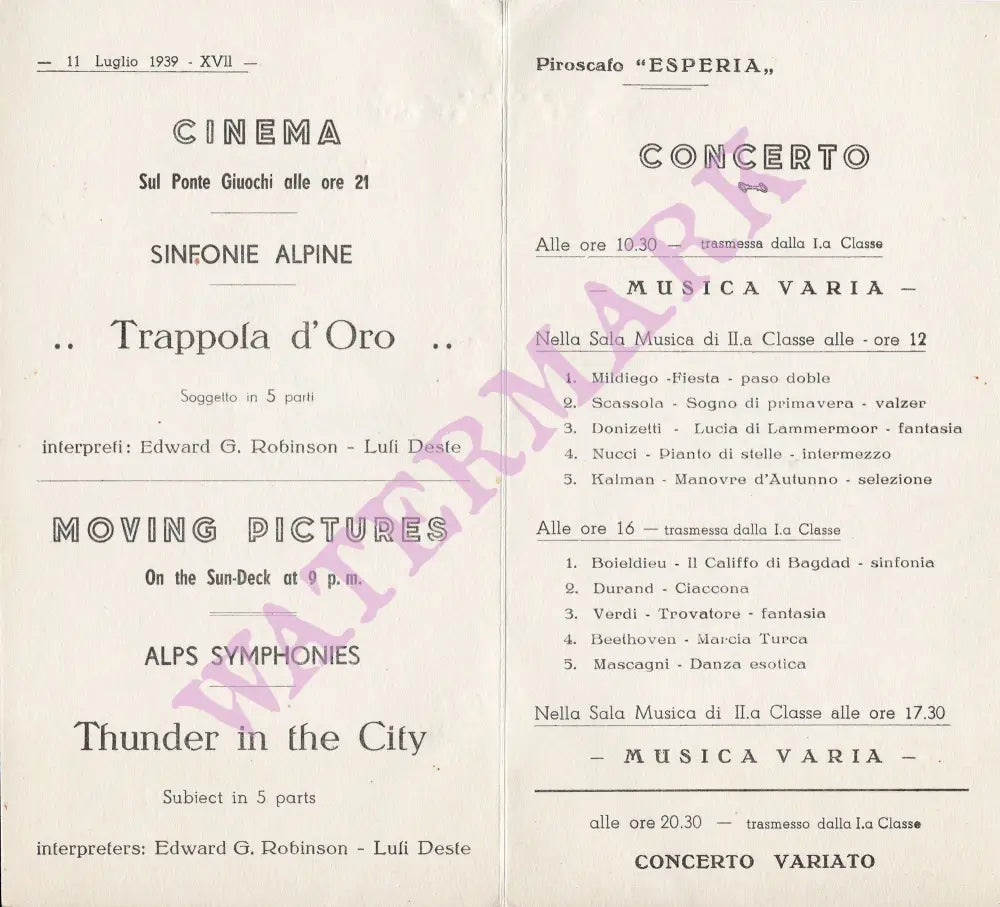 — 11 Luglio 1939 - XVII —
CINEMA
Sul Ponte Giuochi alle ore 21
SINFONIE ALPINE
.. Trappola d'Oro ..
Soggetto in 5 parti
interpreti: Edward G. Robinson - Luli Deste
MOVING PICTURES
On the Sun-Deck at 9 p. m.
ALPS SYMPHONIES
Thunder in the City
Subiect in 5 parts
interpreters: Edward G. Robinson - Luli Deste
Piroscafo “ESPERIA„
CONCERTO
Alle ore 10.30 — trasmessa dalla I.a Classe
— MUSICA VARIA —
Nella Sala Musica di II.a Classe alle - ore 12
1. Mildiego -Fiesta - paso doble
2. Scassola - Sogno di primavera - valzer
3. Donizetti - Lucia di Lammermoor - fantasia
4. Nucci - Pianto di stelle - intermezzo
5. Kalman - Manovre d'Autunno - selezione
Alle ore 16 — trasmessa dalla I.a Classe
1. Boieldieu - Il Califfo di Bagdad - sinfonia
2. Durand - Ciaccona
3. Verdi - Trovatore - fantasia
4. Beethoven - Marcia Turca
5. Mascagni - Danza esotica
Nella Sala Musica di II.a Classe alle ore 17.30
— MUSICA VARIA —
alle ore 20.30 — trasmesso dalla I.a Classe
CONCERTO VARIATO
WATERMARK